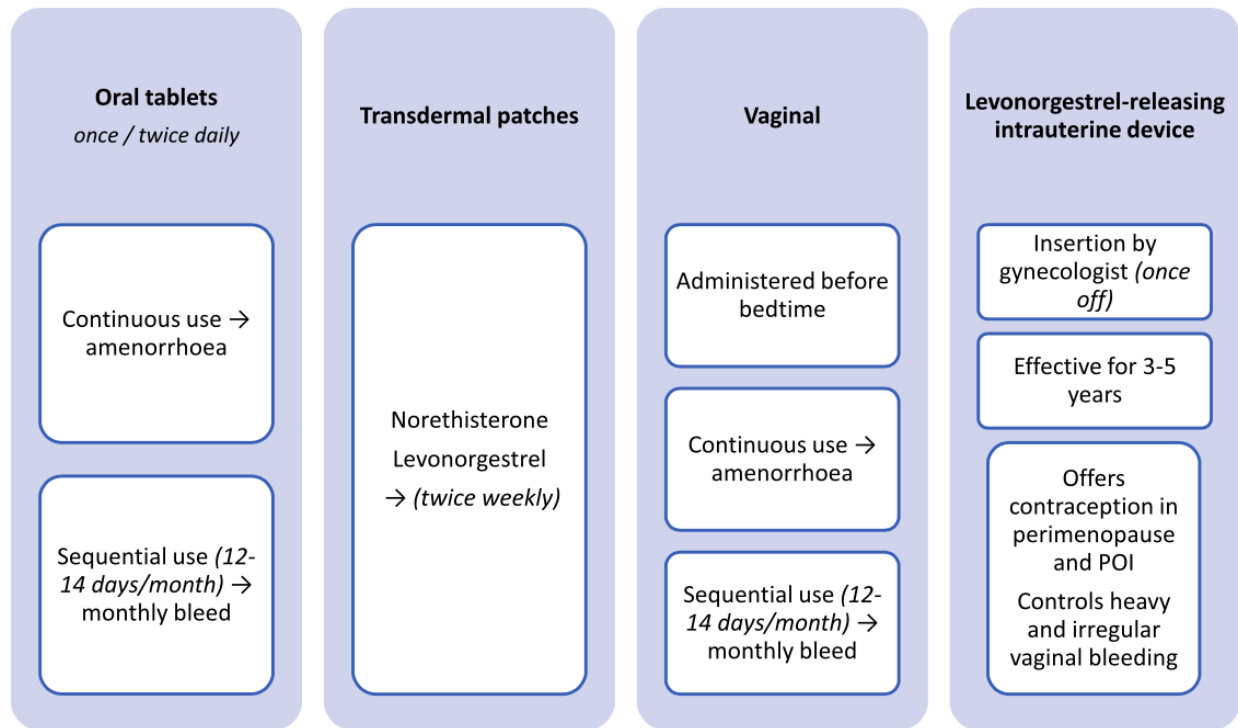 Oral tablets
once / twice daily
Continuous use →
amenorrhoea
Sequential use (12-
14 days/month) →
monthly bleed
Transdermal patches
Norethisterone
Levonorgestrel
→ (twice weekly)
Vaginal
Administered before
bedtime
Continuous use →
amenorrhoea
Sequential use (12-
14 days/month) →
monthly bleed
Levonorgestrel-releasing
intrauterine device
Insertion by
gynecologist (once
off)
Effective for 3-5
years
Offers
contraception in
perimenopause
and POI
Controls heavy
and irregular
vaginal bleeding